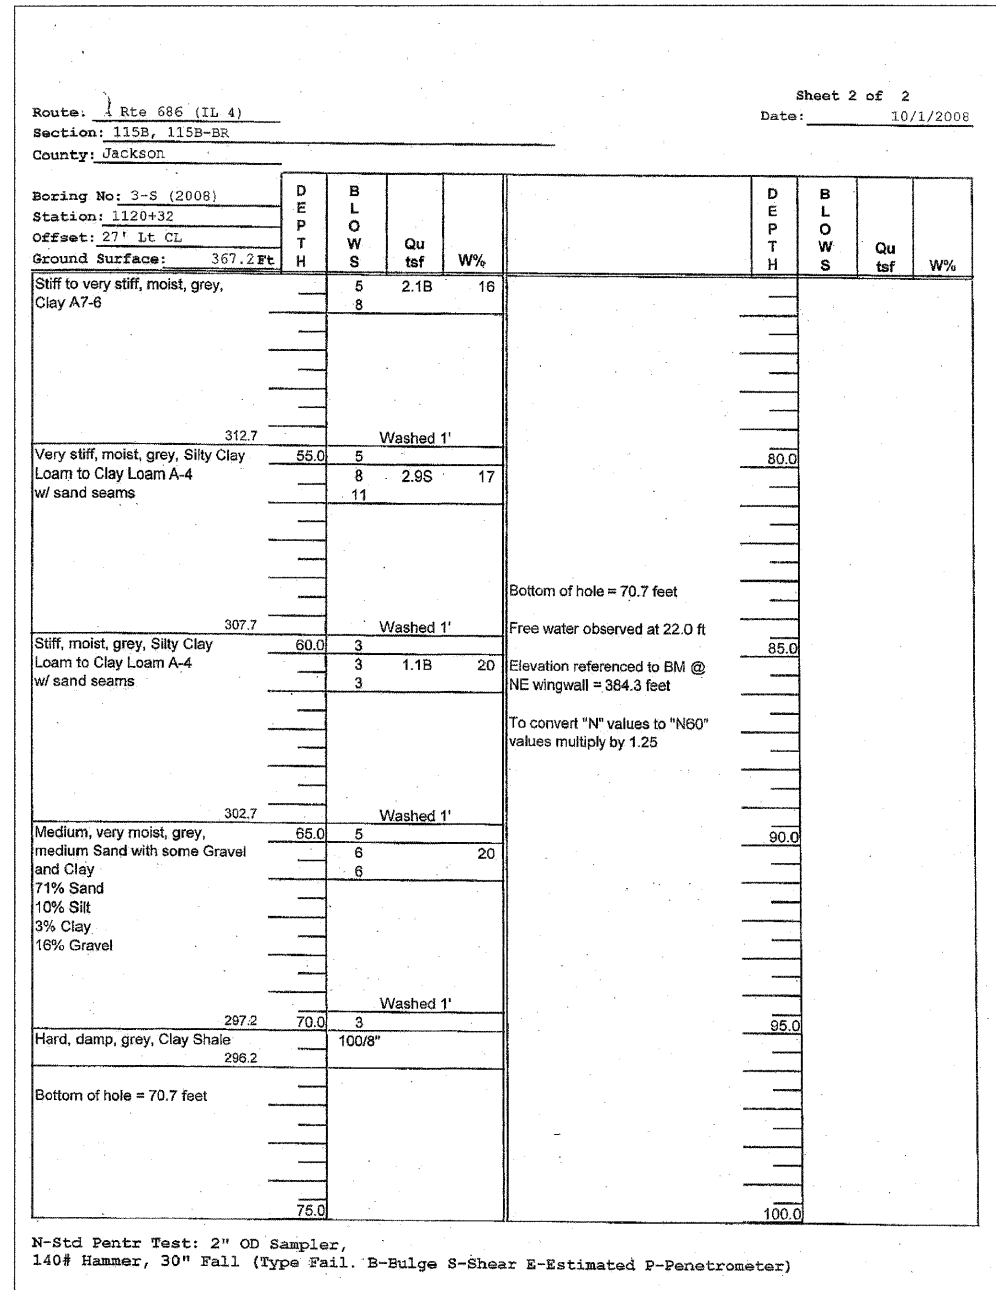 Sheet 2 of 2
Route: Rte 686 (IL 4)
Date: 10/1/2008
Section: 115B, 115B-BR
County: Jackson
Boring No: 3-S (2008)
Station: 1120+32
Offset: 27' Lt CL
Ground Surface: 367.2 Ft
DEPTH BLOWS Qu tsf W% DEPTH BLOWS Qu tsf W%
Stiff to very stiff, moist, grey, 5 2.1B 16
Clay A7-6 8
312.7 Washed 1'
Very stiff, moist, grey, Silty Clay 55.0 5 80.0
Loam to Clay Loam A-4 8 2.9S 17
w/ sand seams 11
Bottom of hole = 70.7 feet
307.7 Washed 1' Free water observed at 22.0 ft
Stiff, moist, grey, Silty Clay 60.0 3 85.0
Loam to Clay Loam A-4 3 1.1B 20 Elevation referenced to BM @
w/ sand seams 3 NE wingwall = 384.3 feet
To convert "N" values to "N60"
values multiply by 1.25
302.7 Washed 1'
Medium, very moist, grey, 65.0 5 90.0
medium Sand with some Gravel 6 20
and Clay 6
71% Sand
10% Silt
3% Clay
16% Gravel
Washed 1'
297.2 70.0 3 95.0
Hard, damp, grey, Clay Shale 100/8"
296.2
Bottom of hole = 70.7 feet
75.0 100.0
N-Std Pentr Test: 2" OD Sampler,
140# Hammer, 30" Fall (Type Fail. B-Bulge S-Shear E-Estimated P-Penetrometer)